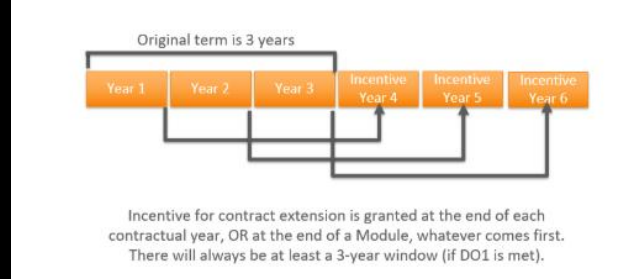 Original term is 3 years
Year 1 Year 2 Year 3 Incentive Year 4 Incentive Year 5 Incentive Year 6
Incentive for contract extension is granted at the end of each
contractual year, OR at the end of a Module, whatever comes first.
There will always be at least a 3-year window (if DO1 is met).